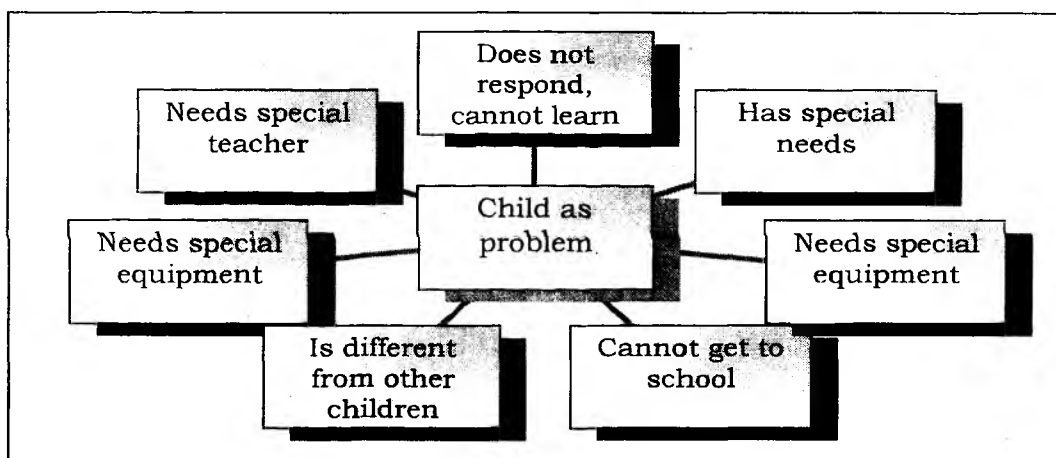 Does not
respond,
cannot learn
Needs special
teacher
Has special
needs
Child as
problem
Needs special
equipment
Needs special
equipment
Is different
from other
children
Cannot get to
school